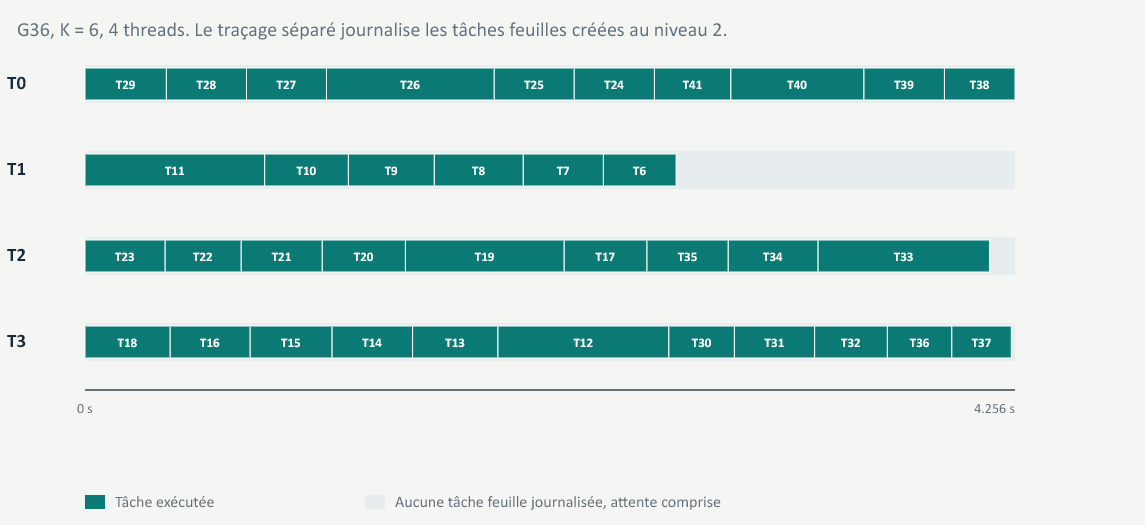 G36, K = 6, 4 threads. Le traçage séparé journalise les tâches feuilles créées au niveau 2.
T0 T29 T28 T27 T26 T25 T24 T41 T40 T39 T38
T1 T11 T10 T9 T8 T7 T6
T2 T23 T22 T21 T20 T19 T17 T35 T34 T33
T3 T18 T16 T15 T14 T13 T12 T30 T31 T32 T36 T37
0 s 4.256 s
Tâche exécutée Aucune tâche feuille journalisée, attente comprise